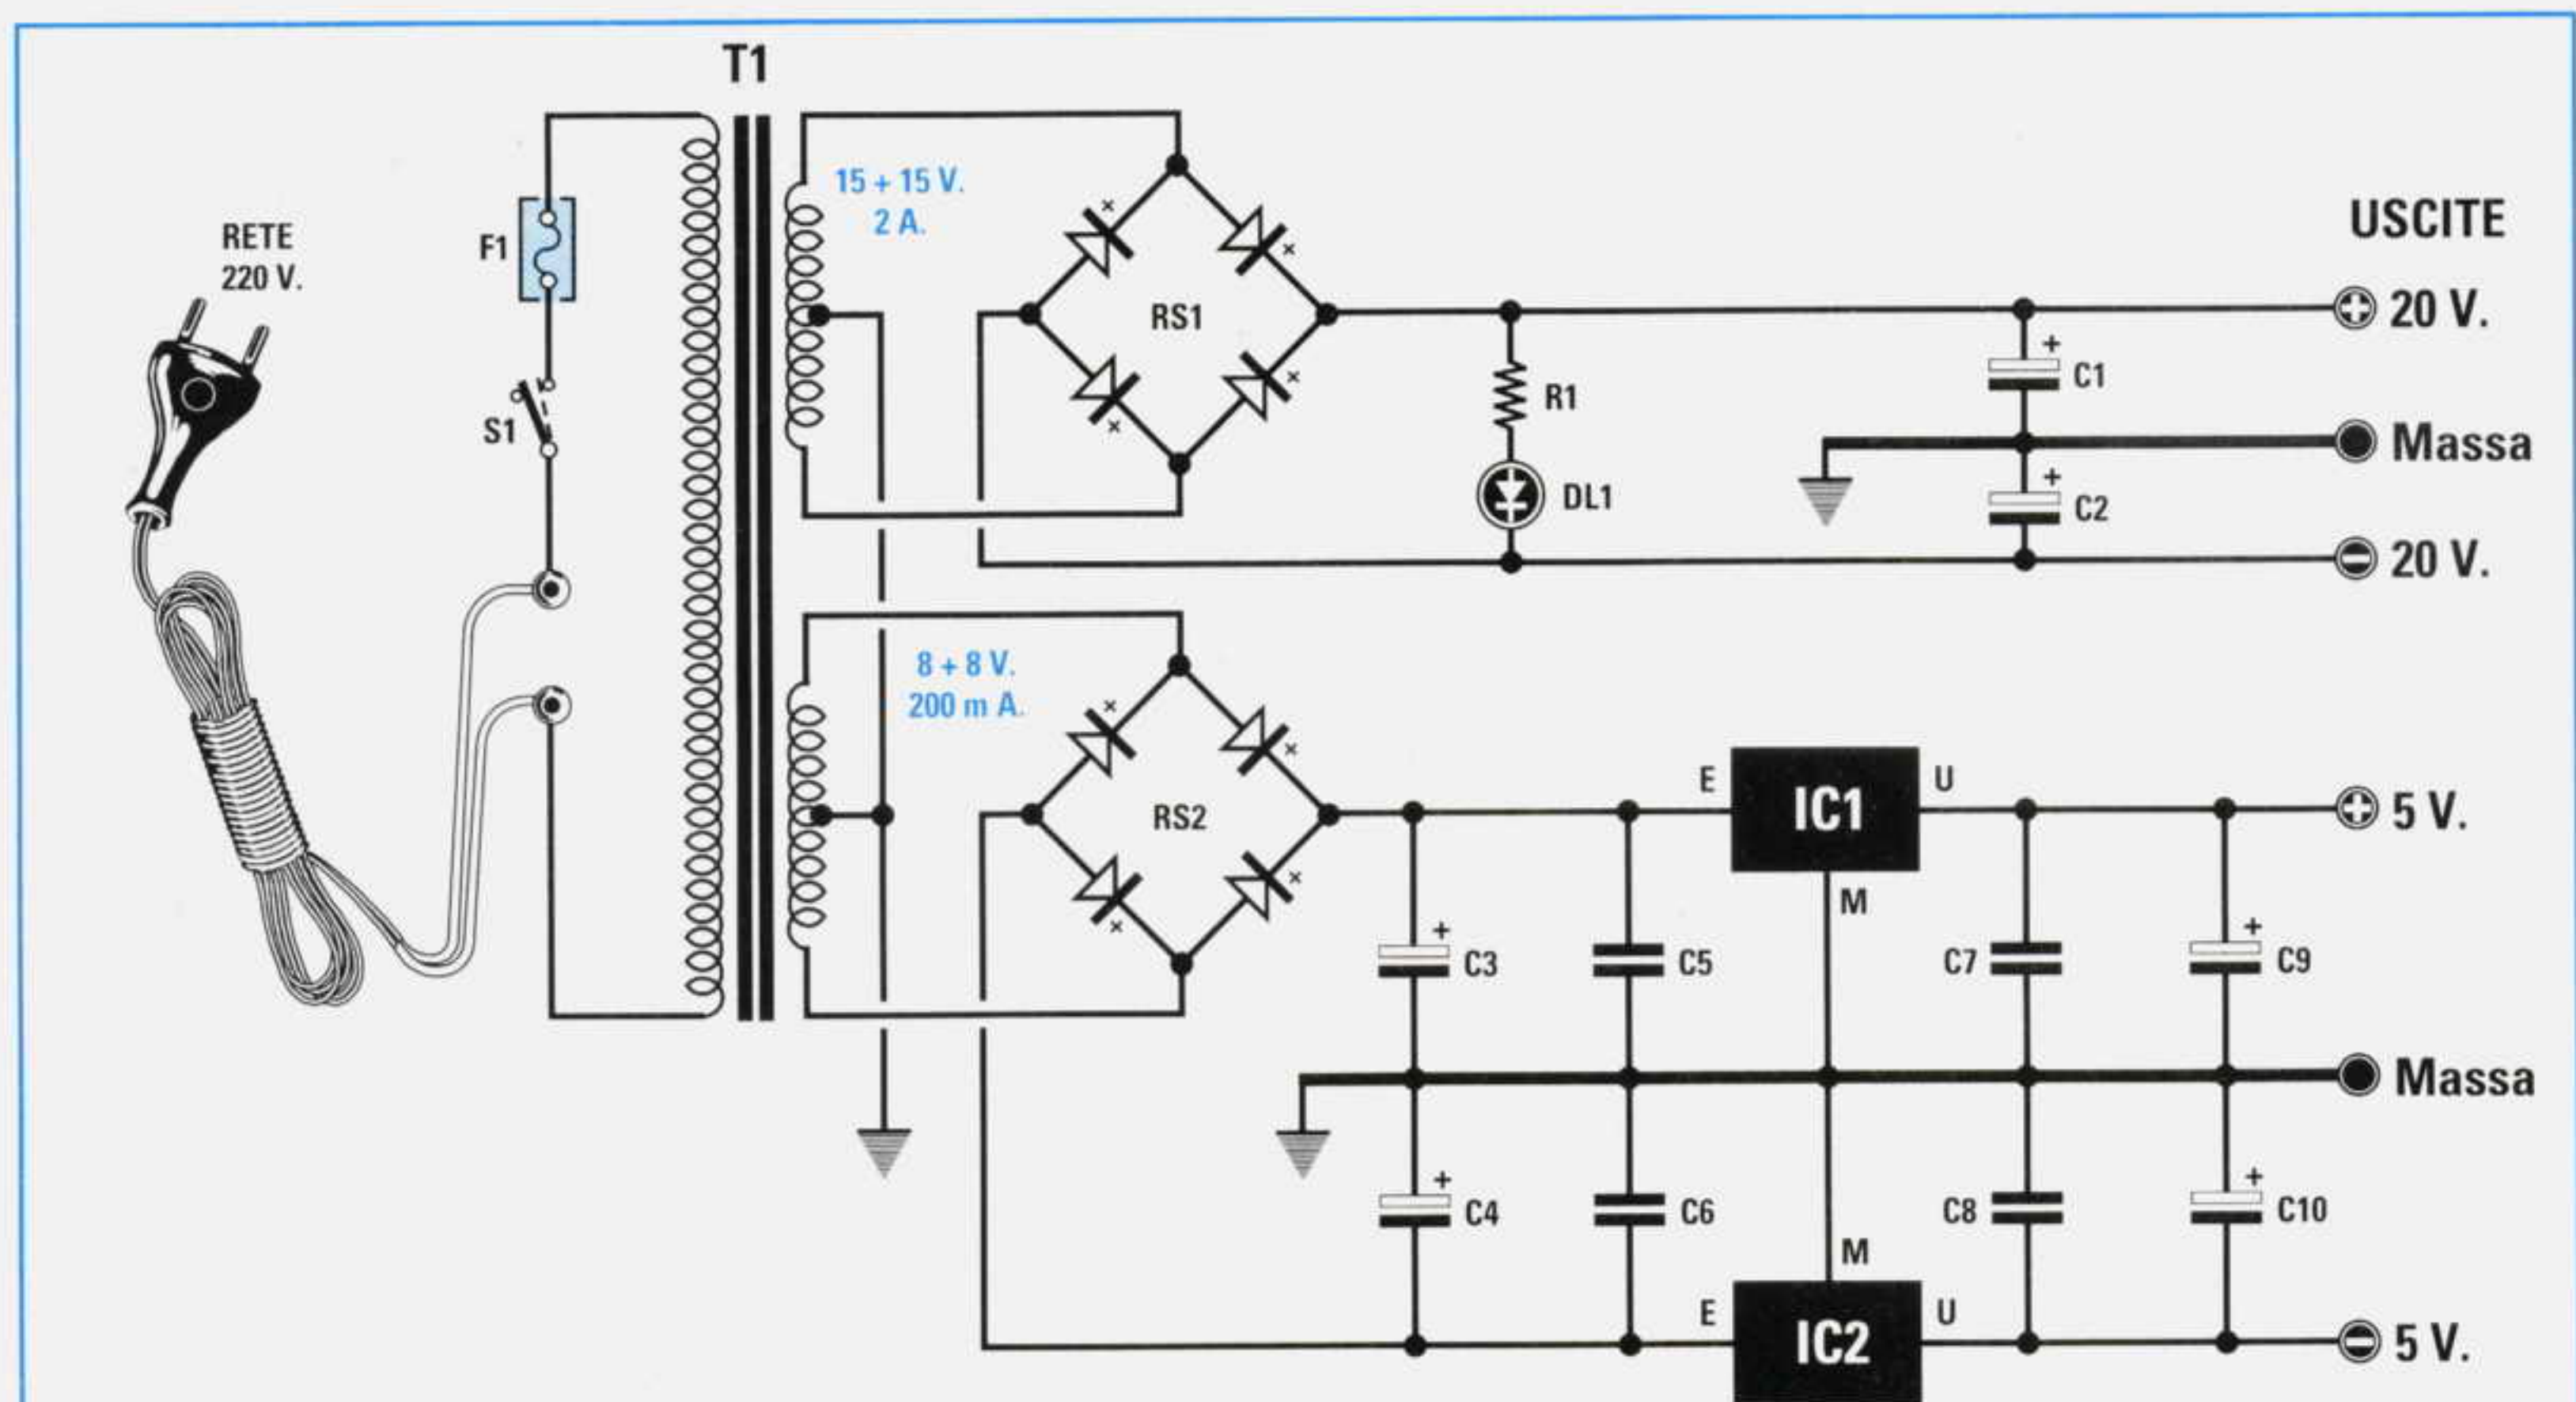 T1
RETE
220 V.
F1
S1
15 + 15 V.
2 A.
RS1
R1
DL1
+
C1
+
C2
USCITE
+ 20 V.
Massa
- 20 V.
8 + 8 V.
200 m A.
RS2
E
IC1
U
M
+
C3
C5
C7
+
C9
+ 5 V.
Massa
+
C4
C6
C8
+
C10
M
E
IC2
U
- 5 V.